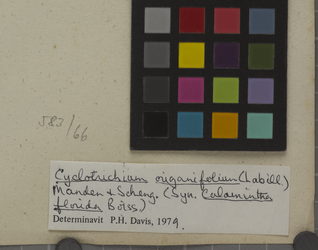 583/66
Cyclotrichium origanifolium (Labill.)
Manden & Scheng. (Syn. Calamintha
florida Boiss)
Determinavit P.H. Davis, 1979.